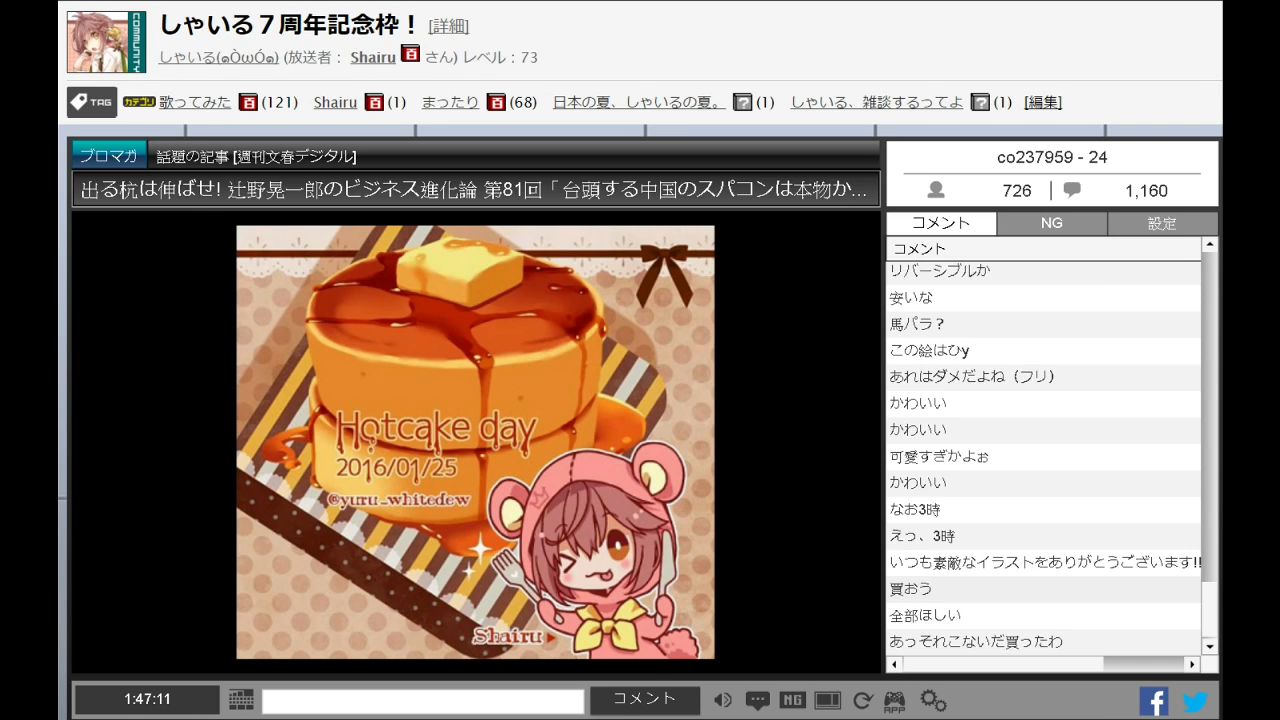 COMMUNITY
しゃいる７周年記念枠！ [詳細]
しゃいる(๑ÒωÓ๑) (放送者： Shairu 百 さん) レベル：73
TAG カテゴリ 歌ってみた 百 (121) Shairu 百 (1) まったり 百 (68) 日本の夏、しゃいるの夏。 ? (1) しゃいる、雑談するってよ ? (1) [編集]
ブロマガ 話題の記事 [週刊文春デジタル]
出る杭は伸ばせ! 辻野晃一郎のビジネス進化論 第81回「台頭する中国のスパコンは本物か...
Hotcake day
2016/01/25
@yuru_whitedew
Shairu
co237959 - 24
726 | 1,160
コメント NG 設定
コメント
リバーシブルか
安いな
馬パラ？
この絵はひy
あれはダメだよね（フリ）
かわいい
かわいい
可愛すぎかよぉ
かわいい
なお3時
えっ、3時
いつも素敵なイラストをありがとうございます!!
買おう
全部ほしい
あっそれこないだ買ったわ
1:47:11 コメント NG APP